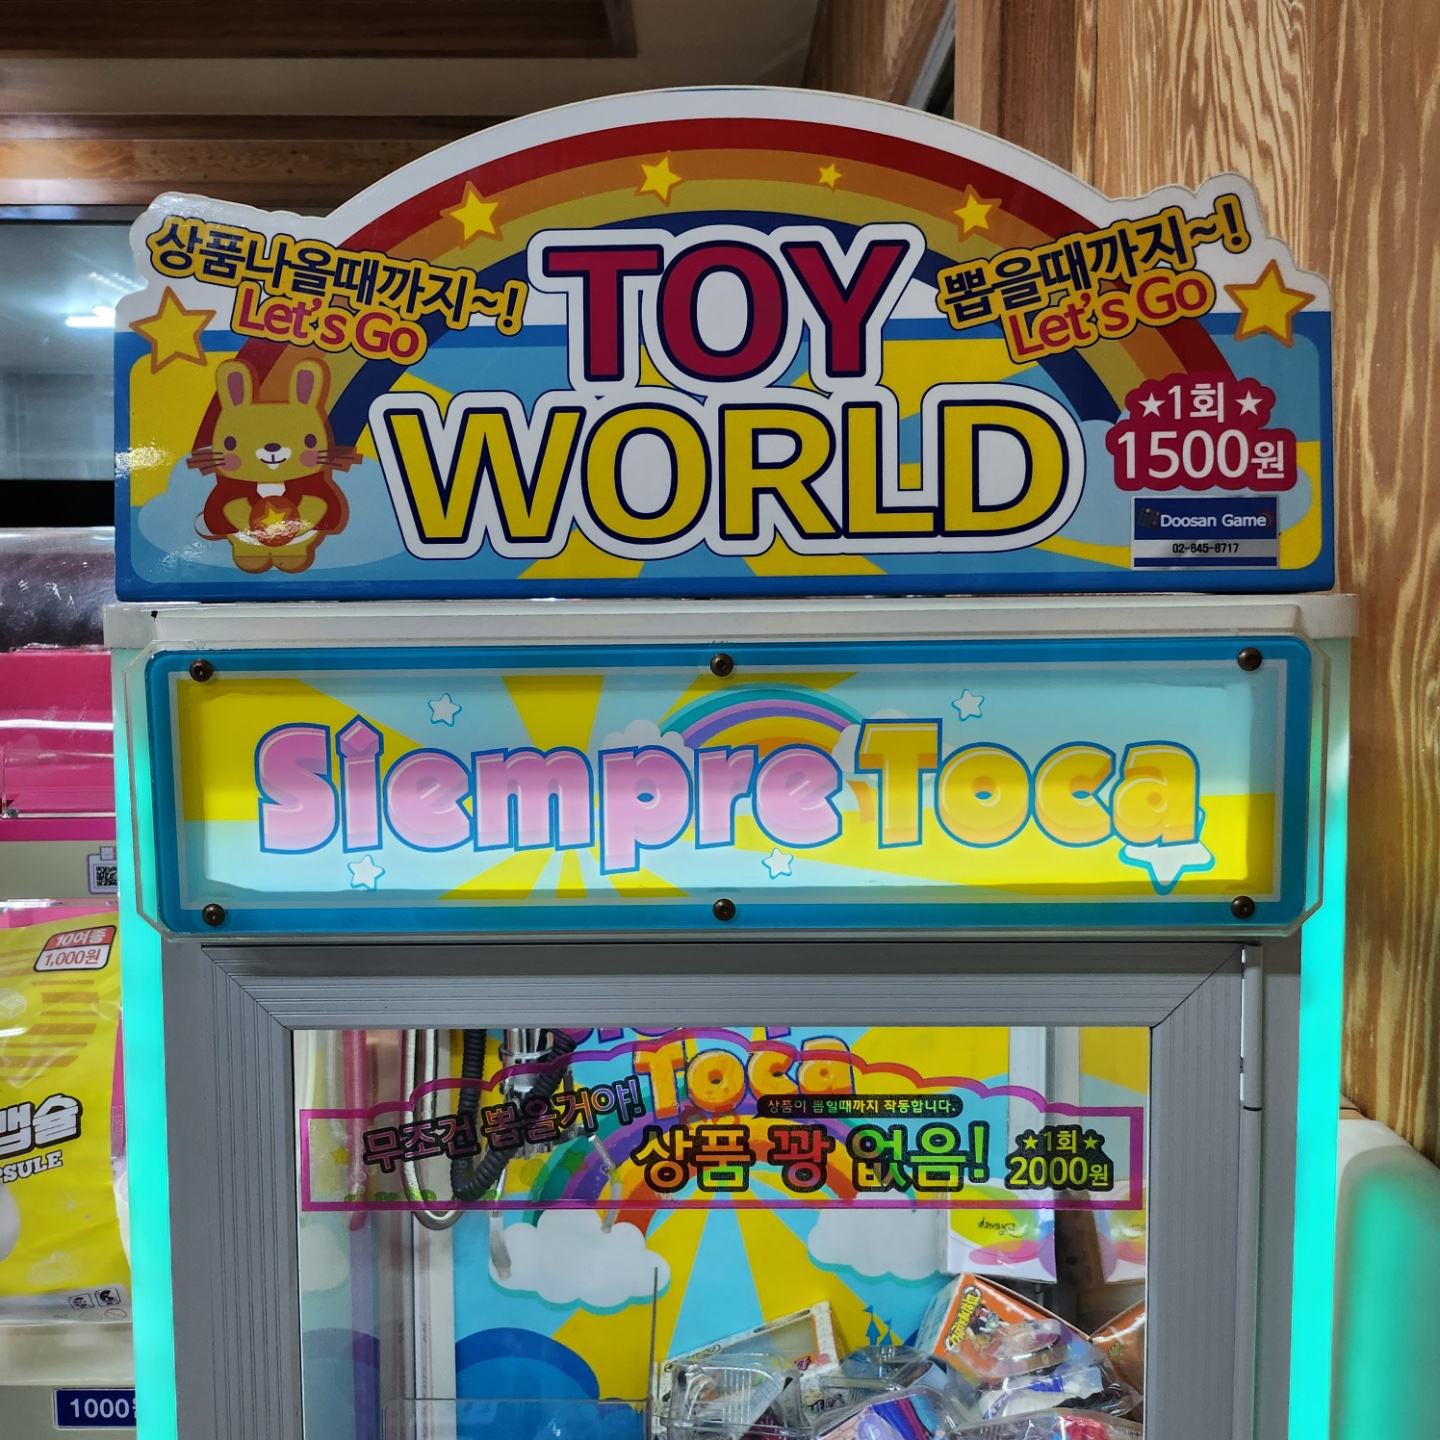 상품나올때까지~!
Let's Go
TOY
WORLD
뽑을때까지~!
Let's Go
★1회★
1500원
Doosan Game
02-845-8717
Siempre Toca
10여종
1,000원
캡슐
1000
Toca
무조건 뽑을거야!
상품이 뽑힐때까지 작동합니다.
상품 꽝 없음!
★1회★
2000원
Disney